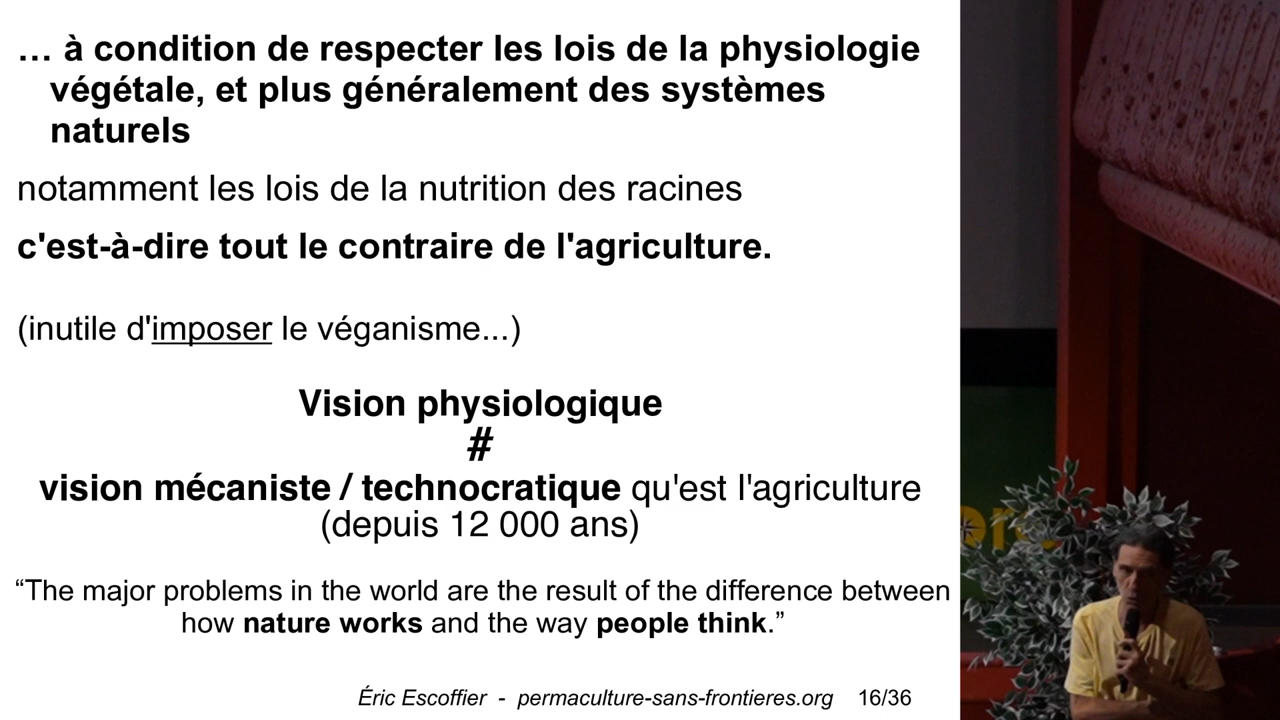 … à condition de respecter les lois de la physiologie
végétale, et plus généralement des systèmes
naturels
notamment les lois de la nutrition des racines
c'est-à-dire tout le contraire de l'agriculture.
(inutile d'imposer le véganisme...)
Vision physiologique
#
vision mécaniste / technocratique qu'est l'agriculture
(depuis 12 000 ans)
“The major problems in the world are the result of the difference between
how nature works and the way people think.”
Éric Escoffier - permaculture-sans-frontieres.org 16/36